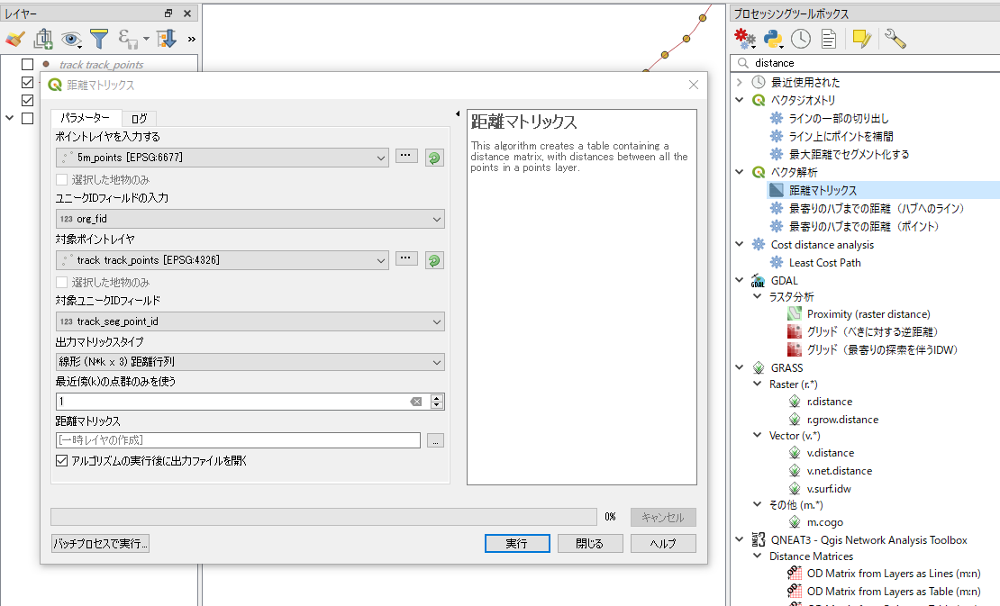 レイヤー
»
track track_points
距離マトリックス
パラメーター
ログ
ポイントレイヤを入力する
5m_points [EPSG:6677]
...
選択した地物のみ
ユニークIDフィールドの入力
123 org_fid
対象ポイントレイヤ
track track_points [EPSG:4326]
...
選択した地物のみ
対象ユニークIDフィールド
123 track_seg_point_id
出力マトリックスタイプ
線形 (N*k x 3) 距離行列
最近傍(k)の点群のみを使う
1
距離マトリックス
[一時レイヤの作成]
...
アルゴリズムの実行後に出力ファイルを開く
距離マトリックス
This algorithm creates a table containing a
distance matrix, with distances between all the
points in a points layer.
0%
キャンセル
バッチプロセスで実行...
実行
閉じる
ヘルプ
プロセッシングツールボックス
distance
最近使用された
ベクタジオメトリ
ラインの一部の切り出し
ライン上にポイントを補間
最大距離でセグメント化する
ベクタ解析
距離マトリックス
最寄りのハブまでの距離（ハブへのライン）
最寄りのハブまでの距離（ポイント）
Cost distance analysis
Least Cost Path
GDAL
ラスタ分析
Proximity (raster distance)
グリッド（べきに対する逆距離）
グリッド（最寄りの探索を伴うIDW）
GRASS
Raster (r.*)
r.distance
r.grow.distance
Vector (v.*)
v.distance
v.net.distance
v.surf.idw
その他 (m.*)
m.cogo
QNEAT3 - Qgis Network Analysis Toolbox
Distance Matrices
OD Matrix from Layers as Lines (m:n)
OD Matrix from Layers as Table (m:n)